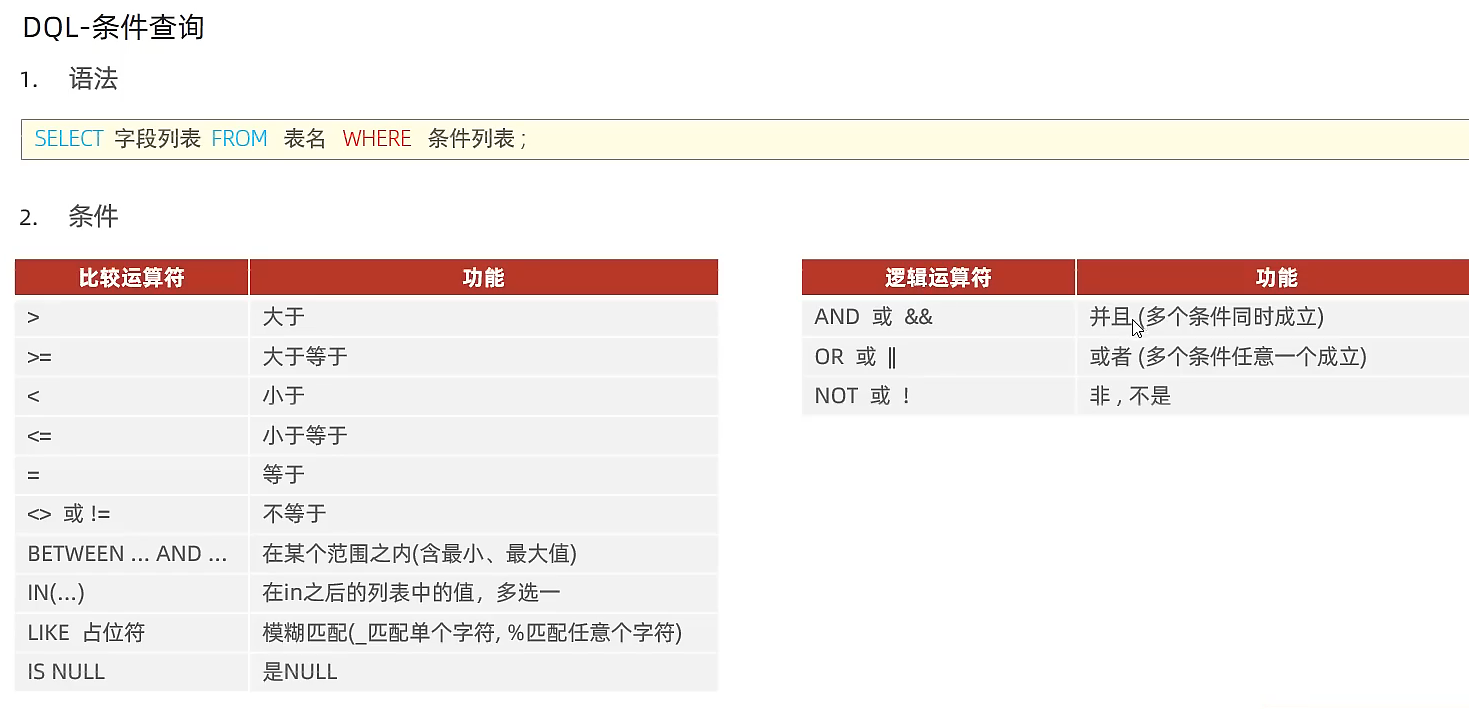 DQL-条件查询
1. 语法
SELECT 字段列表 FROM 表名 WHERE 条件列表 ;
2. 条件
比较运算符 功能
> 大于
>= 大于等于
< 小于
<= 小于等于
= 等于
<> 或 != 不等于
BETWEEN ... AND ... 在某个范围之内(含最小、最大值)
IN(...) 在in之后的列表中的值，多选一
LIKE 占位符 模糊匹配(_匹配单个字符, %匹配任意个字符)
IS NULL 是NULL
逻辑运算符 功能
AND 或 && 并且 (多个条件同时成立)
OR 或 || 或者 (多个条件任意一个成立)
NOT 或 ! 非 , 不是